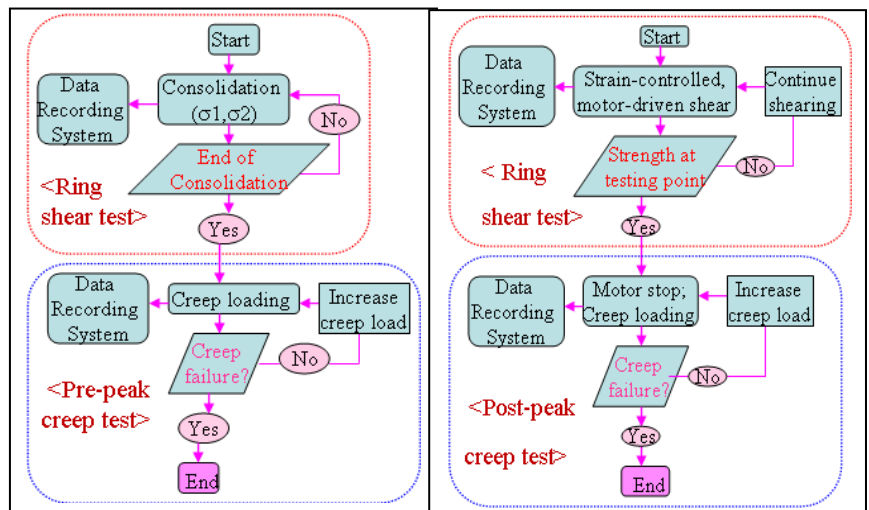 Start
Data
Recording
System
Consolidation
(σ1,σ2)
No
End of
Consolidation
<Ring
shear test>
Yes
Data
Recording
System
Creep loading
Increase
creep load
Creep
failure?
No
<Pre-peak
creep test>
Yes
End
Start
Data
Recording
System
Strain-controlled,
motor-driven shear
Continue
shearing
Strength at
testing point
No
< Ring
shear test>
Yes
Data
Recording
System
Motor stop;
Creep loading
Increase
creep load
Creep
failure?
No
<Post-peak
creep test>
Yes
End